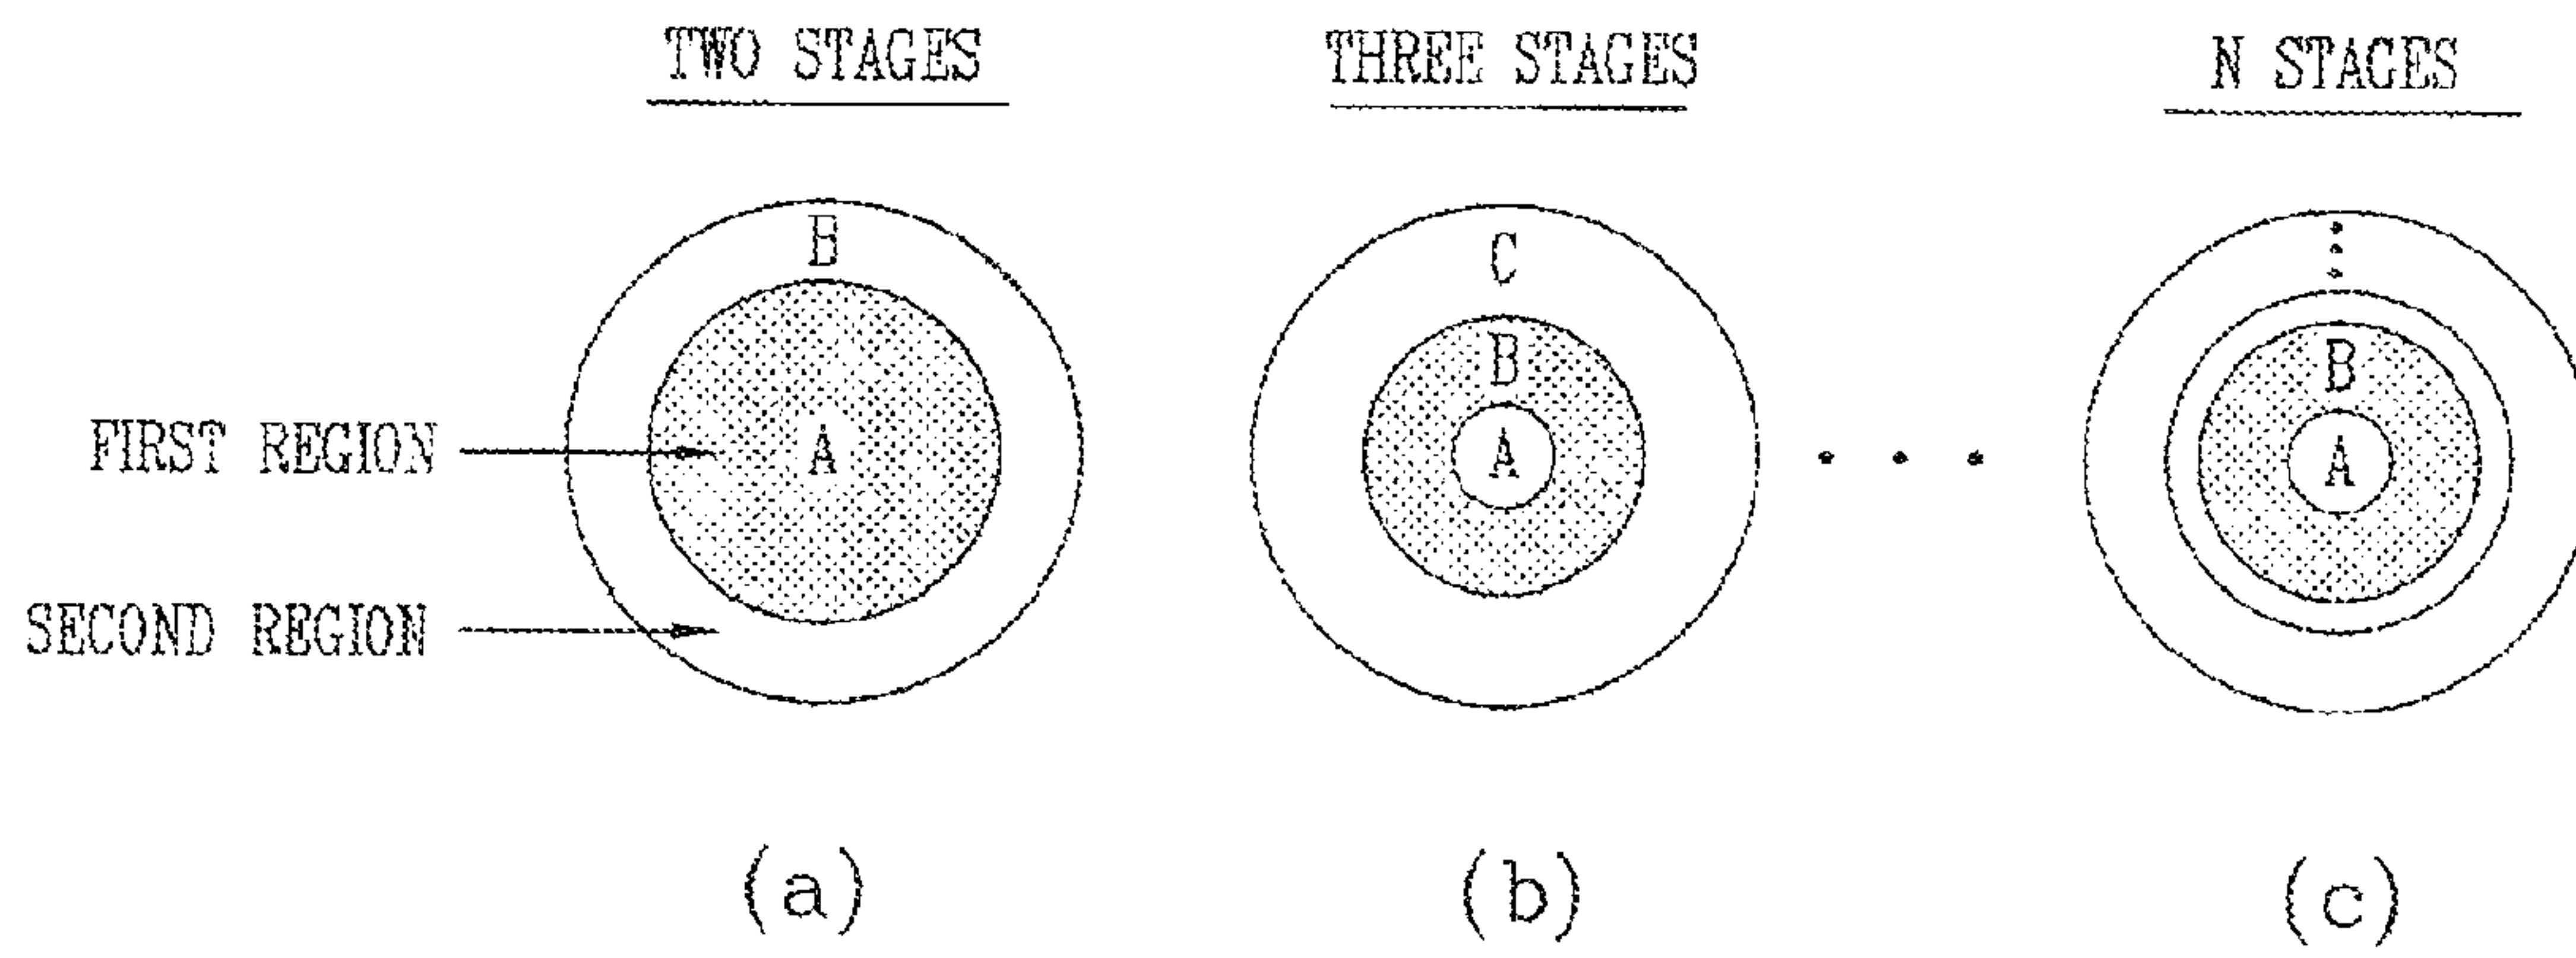 TWO STAGES
THREE STAGES
N STAGES
B
C
B
B
FIRST REGION
A
A
A
SECOND REGION
(a)
(b)
(c)